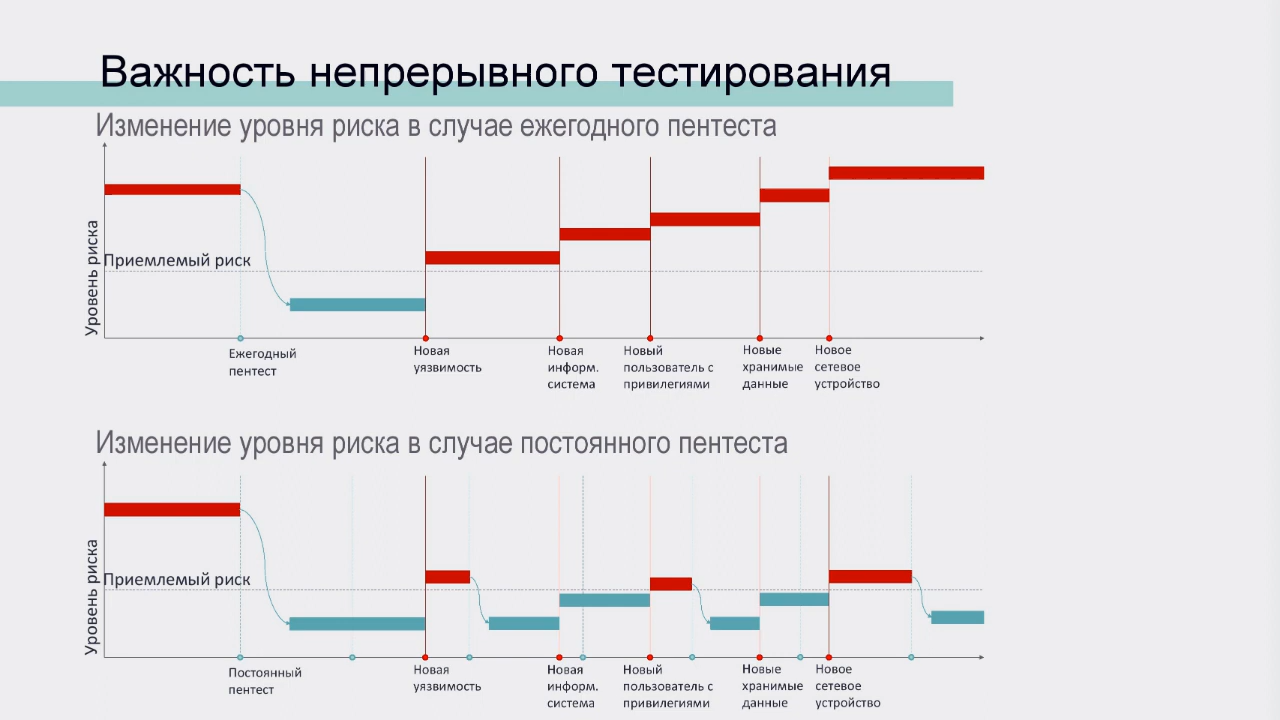 Важность непрерывного тестирования
Изменение уровня риска в случае ежегодного пентеста
Уровень риска
Приемлемый риск
Ежегодный
пентест
Новая
уязвимость
Новая
информ.
система
Новый
пользователь с
привилегиями
Новые
хранимые
данные
Новое
сетевое
устройство
Изменение уровня риска в случае постоянного пентеста
Уровень риска
Приемлемый риск
Постоянный
пентест
Новая
уязвимость
Новая
информ.
система
Новый
пользователь с
привилегиями
Новые
хранимые
данные
Новое
сетевое
устройство